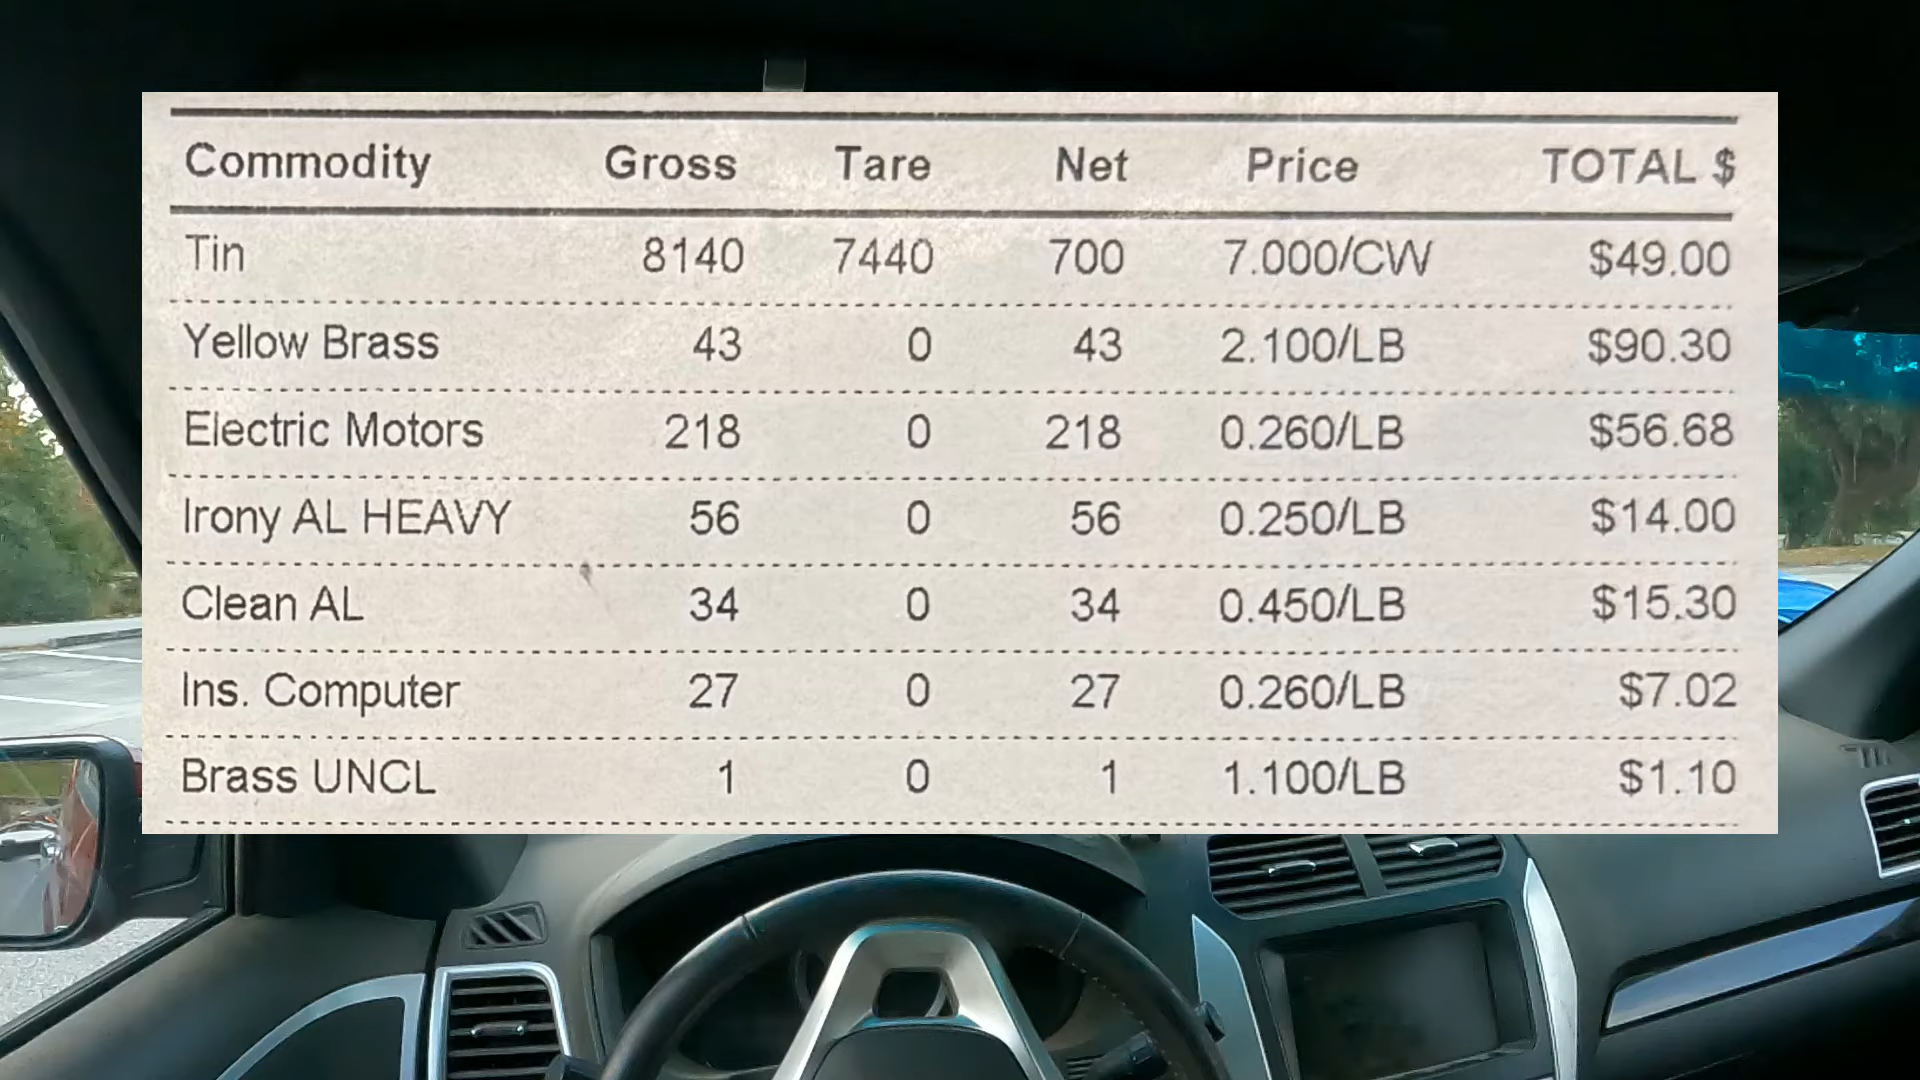 Commodity Gross Tare Net Price TOTAL $
Tin 8140 7440 700 7.000/CW $49.00
Yellow Brass 43 0 43 2.100/LB $90.30
Electric Motors 218 0 218 0.260/LB $56.68
Irony AL HEAVY 56 0 56 0.250/LB $14.00
Clean AL 34 0 34 0.450/LB $15.30
Ins. Computer 27 0 27 0.260/LB $7.02
Brass UNCL 1 0 1 1.100/LB $1.10